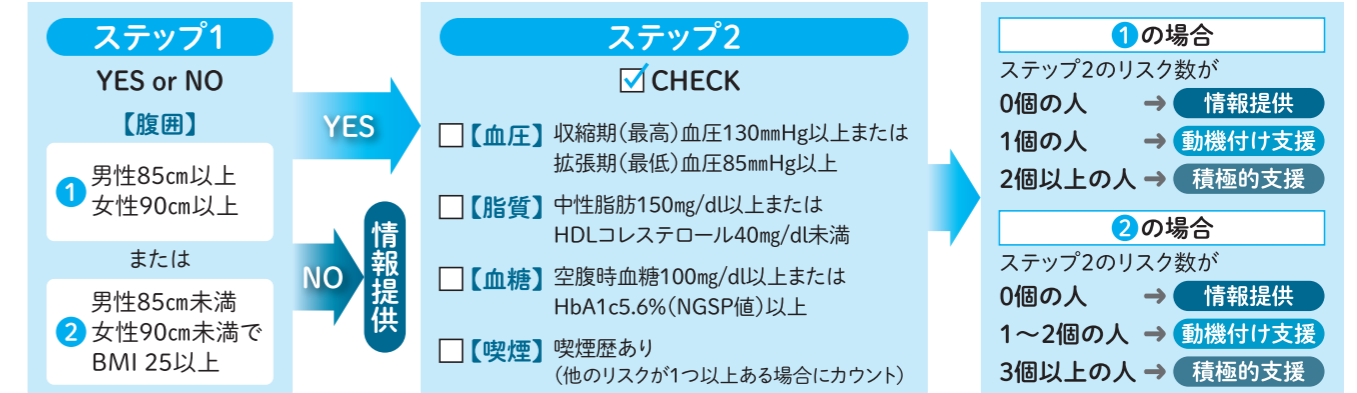 ステップ1
YES or NO
【腹囲】
1 男性85㎝以上
女性90㎝以上
または
2 男性85㎝未満
女性90㎝未満で
BMI 25以上
YES
NO
情報提供
ステップ2
CHECK
【血圧】収縮期(最高)血圧130㎜Hg以上または
拡張期(最低)血圧85㎜Hg以上
【脂質】中性脂肪150㎎/dl以上または
HDLコレステロール40㎎/dl未満
【血糖】空腹時血糖100㎎/dl以上または
HbA1c5.6%(NGSP値)以上
【喫煙】喫煙歴あり
(他のリスクが1つ以上ある場合にカウント)
1の場合
ステップ2のリスク数が
0個の人 → 情報提供
1個の人 → 動機付け支援
2個以上の人 → 積極的支援
2の場合
ステップ2のリスク数が
0個の人 → 情報提供
1～2個の人 → 動機付け支援
3個以上の人 → 積極的支援